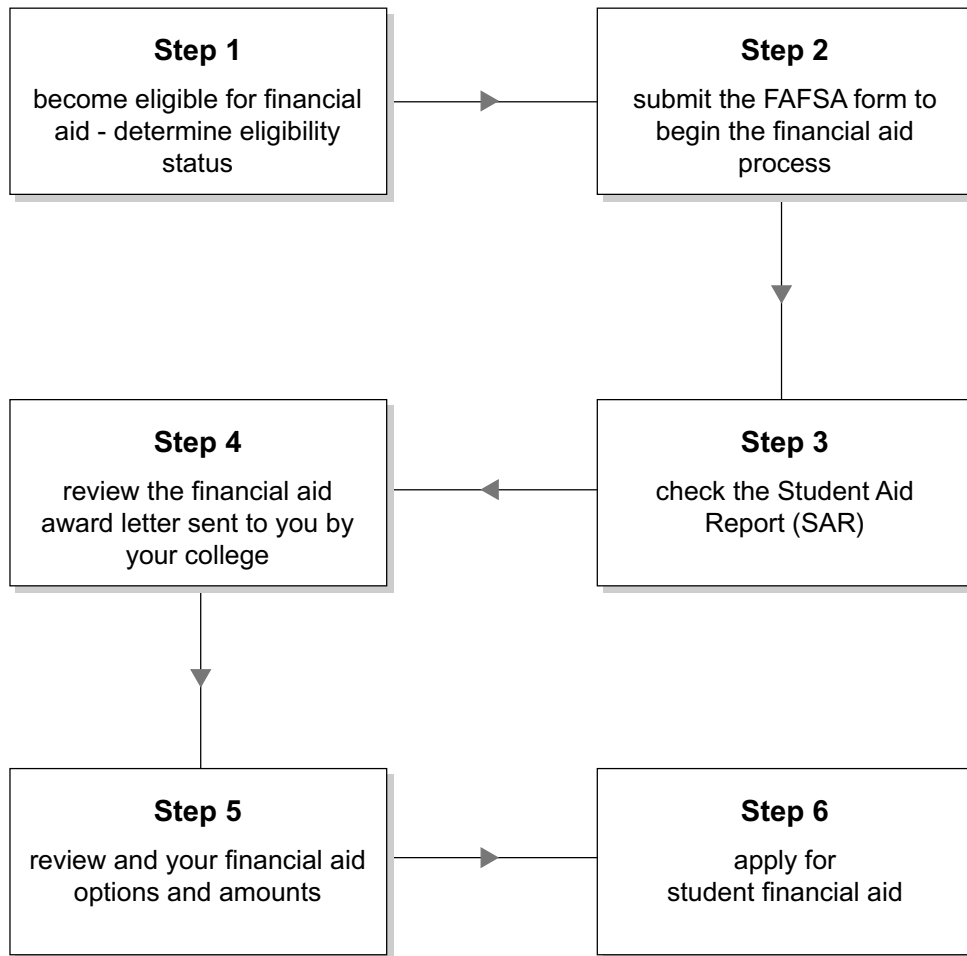 Step 1
become eligible for financial
aid - determine eligibility
status
Step 2
submit the FAFSA form to
begin the financial aid
process
Step 3
check the Student Aid
Report (SAR)
Step 4
review the financial aid
award letter sent to you by
your college
Step 5
review and your financial aid
options and amounts
Step 6
apply for
student financial aid